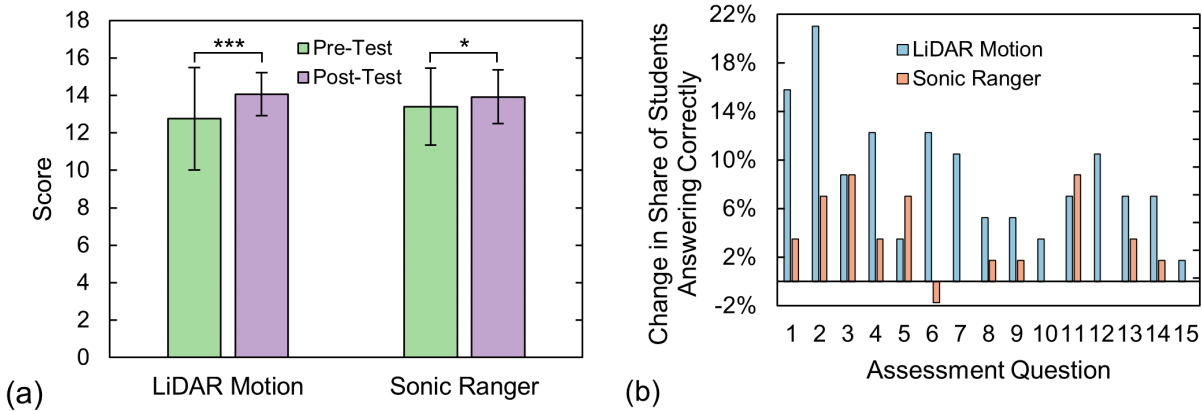 18
16
14
12
10
8
6
4
2
0
Score
***
*
Pre-Test
Post-Test
LiDAR Motion
Sonic Ranger
(a)
22%
18%
14%
10%
6%
2%
-2%
Change in Share of Students
Answering Correctly
LiDAR Motion
Sonic Ranger
1 2 3 4 5 6 7 8 9 10 11 12 13 14 15
Assessment Question
(b)